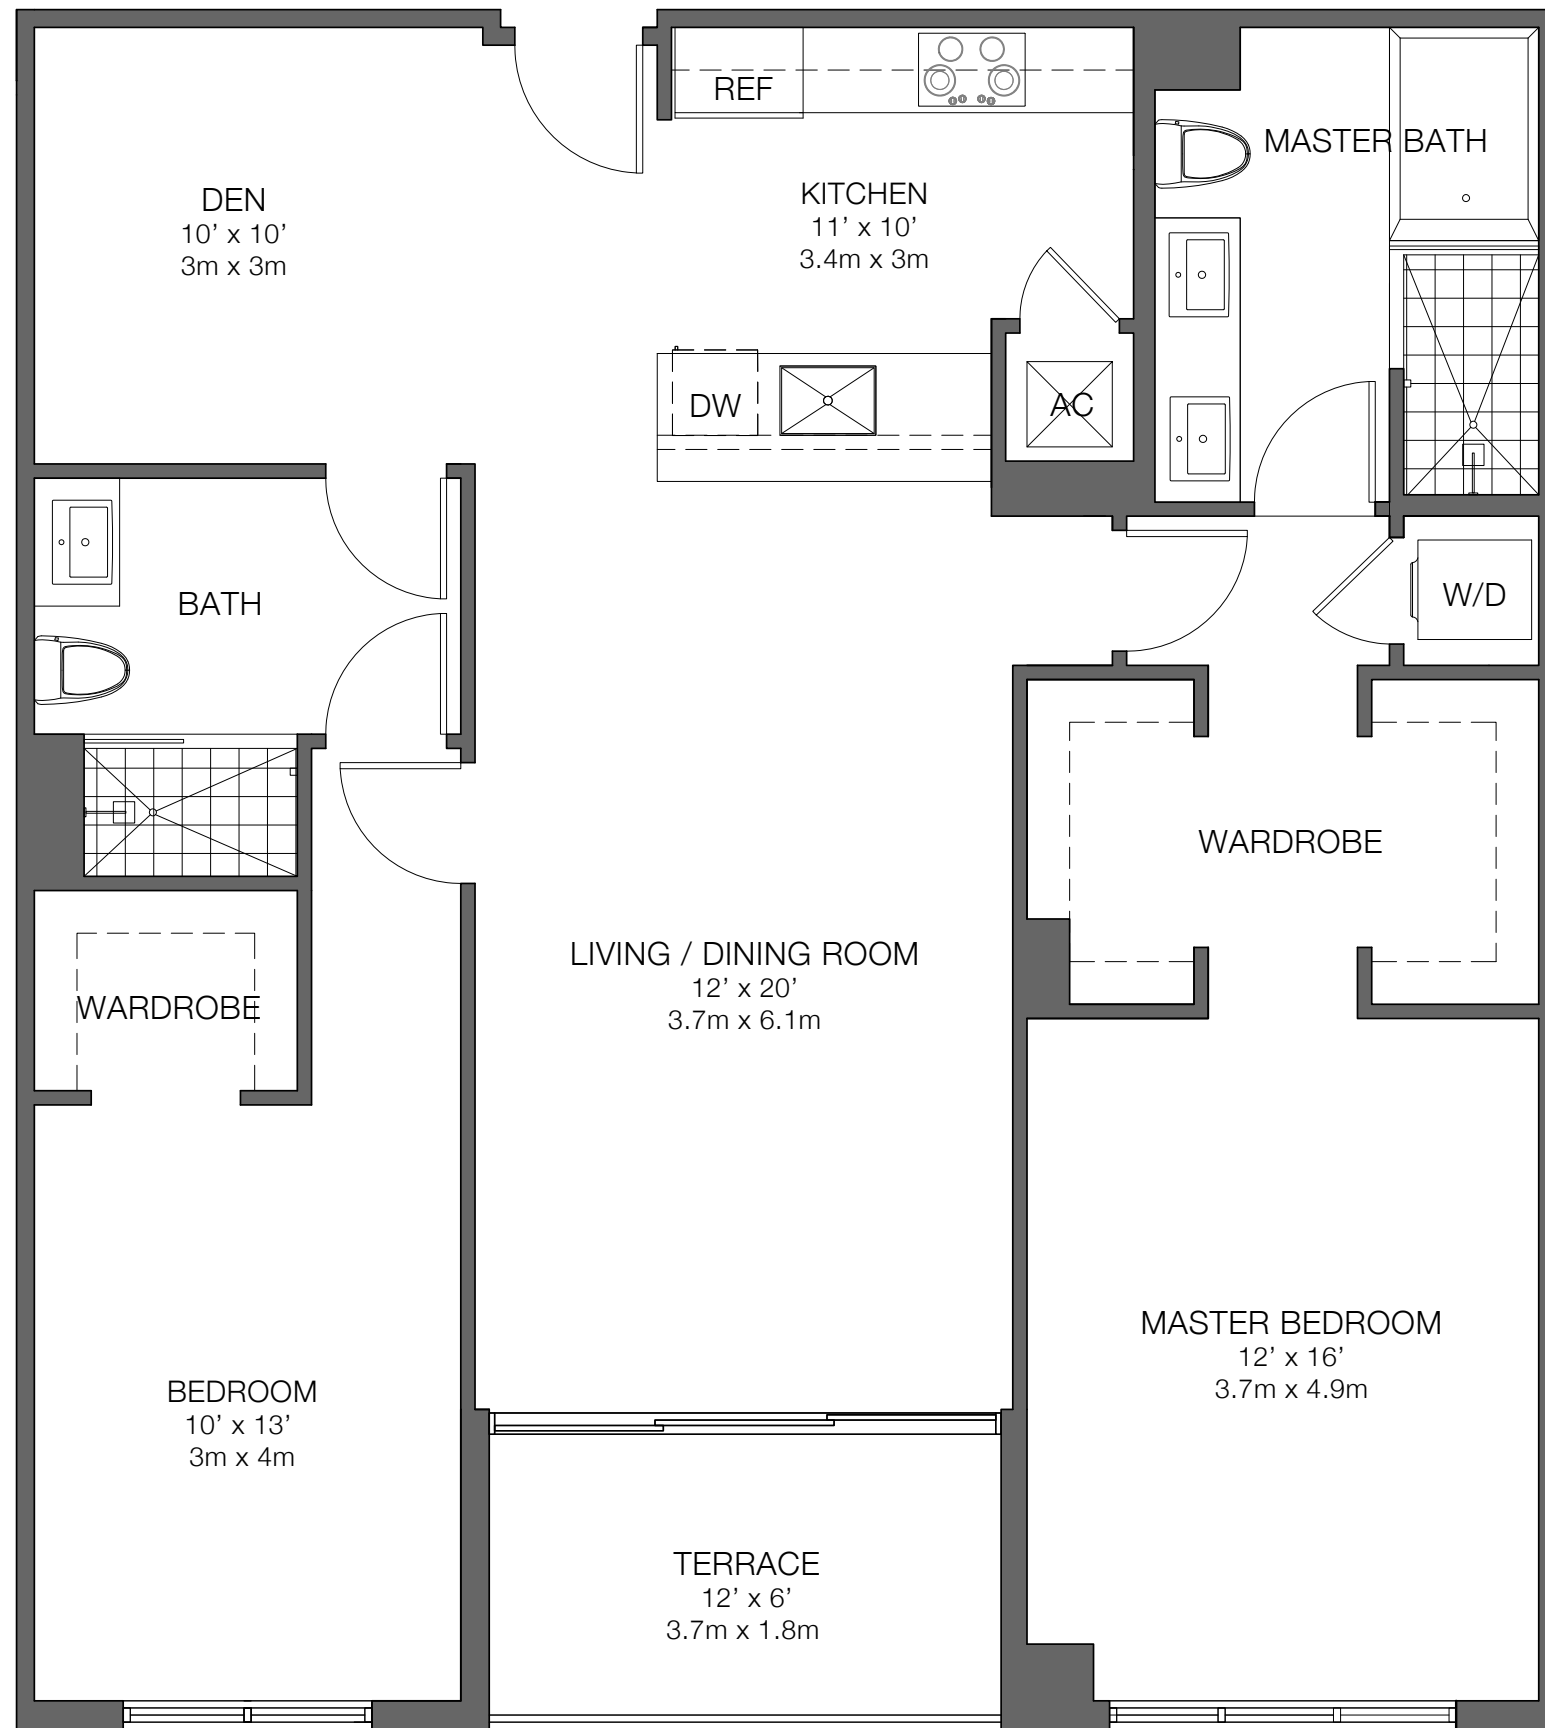 REF
MASTER BATH
DEN
10’ x 10’
3m x 3m
KITCHEN
11’ x 10’
3.4m x 3m
DW
AC
BATH
W/D
WARDROBE
LIVING / DINING ROOM
12’ x 20’
3.7m x 6.1m
WARDROBE
MASTER BEDROOM
12’ x 16’
3.7m x 4.9m
BEDROOM
10’ x 13’
3m x 4m
TERRACE
12’ x 6’
3.7m x 1.8m